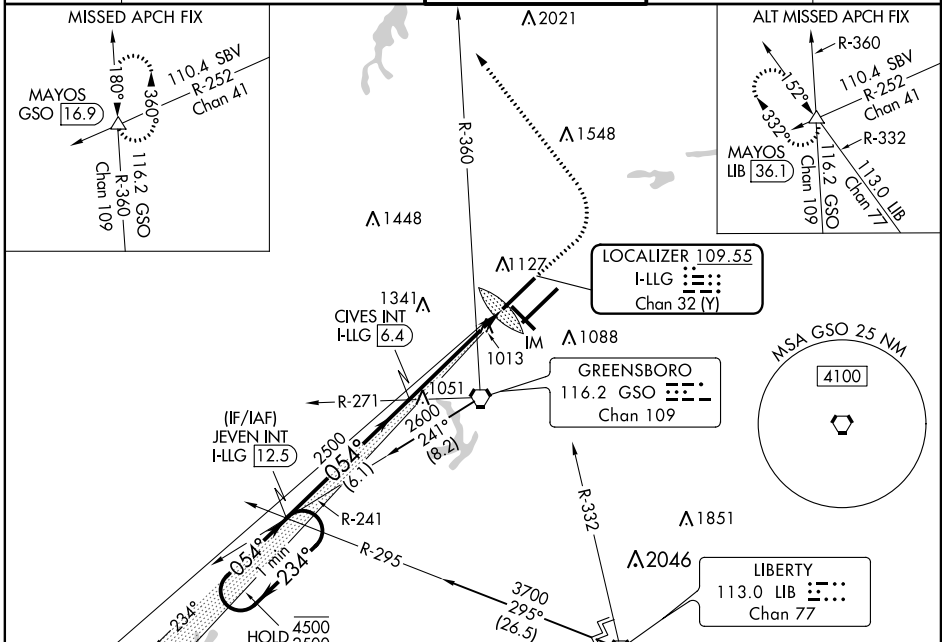 MISSED APCH FIX
180°
360°
110.4 SBV
R-252
Chan 41
MAYOS
GSO 16.9
R-360
116.2 GSO
Chan 109
2021
R-360
1548
1448
1127
1341
CIVES INT
I-LLG 6.4
1013
IM
1088
LOCALIZER 109.55
I-LLG
Chan 32 (Y)
ALT MISSED APCH FIX
R-360
152°
332°
110.4 SBV
R-252
Chan 41
R-332
MAYOS
LIB 36.1
116.2 GSO
Chan 109
113.0 LIB
Chan 77
MSA GSO 25 NM
4100
GREENSBORO
116.2 GSO
Chan 109
R-271
1051
2600
241°
(8.2)
(IF/IAF)
JEVEN INT
I-LLG 12.5
2500
054°
(6.1)
R-241
R-295
R-332
1851
2046
054°
1 min
234°
234°
HOLD 4500
3700
295°
(26.5)
LIBERTY
113.0 LIB
Chan 77